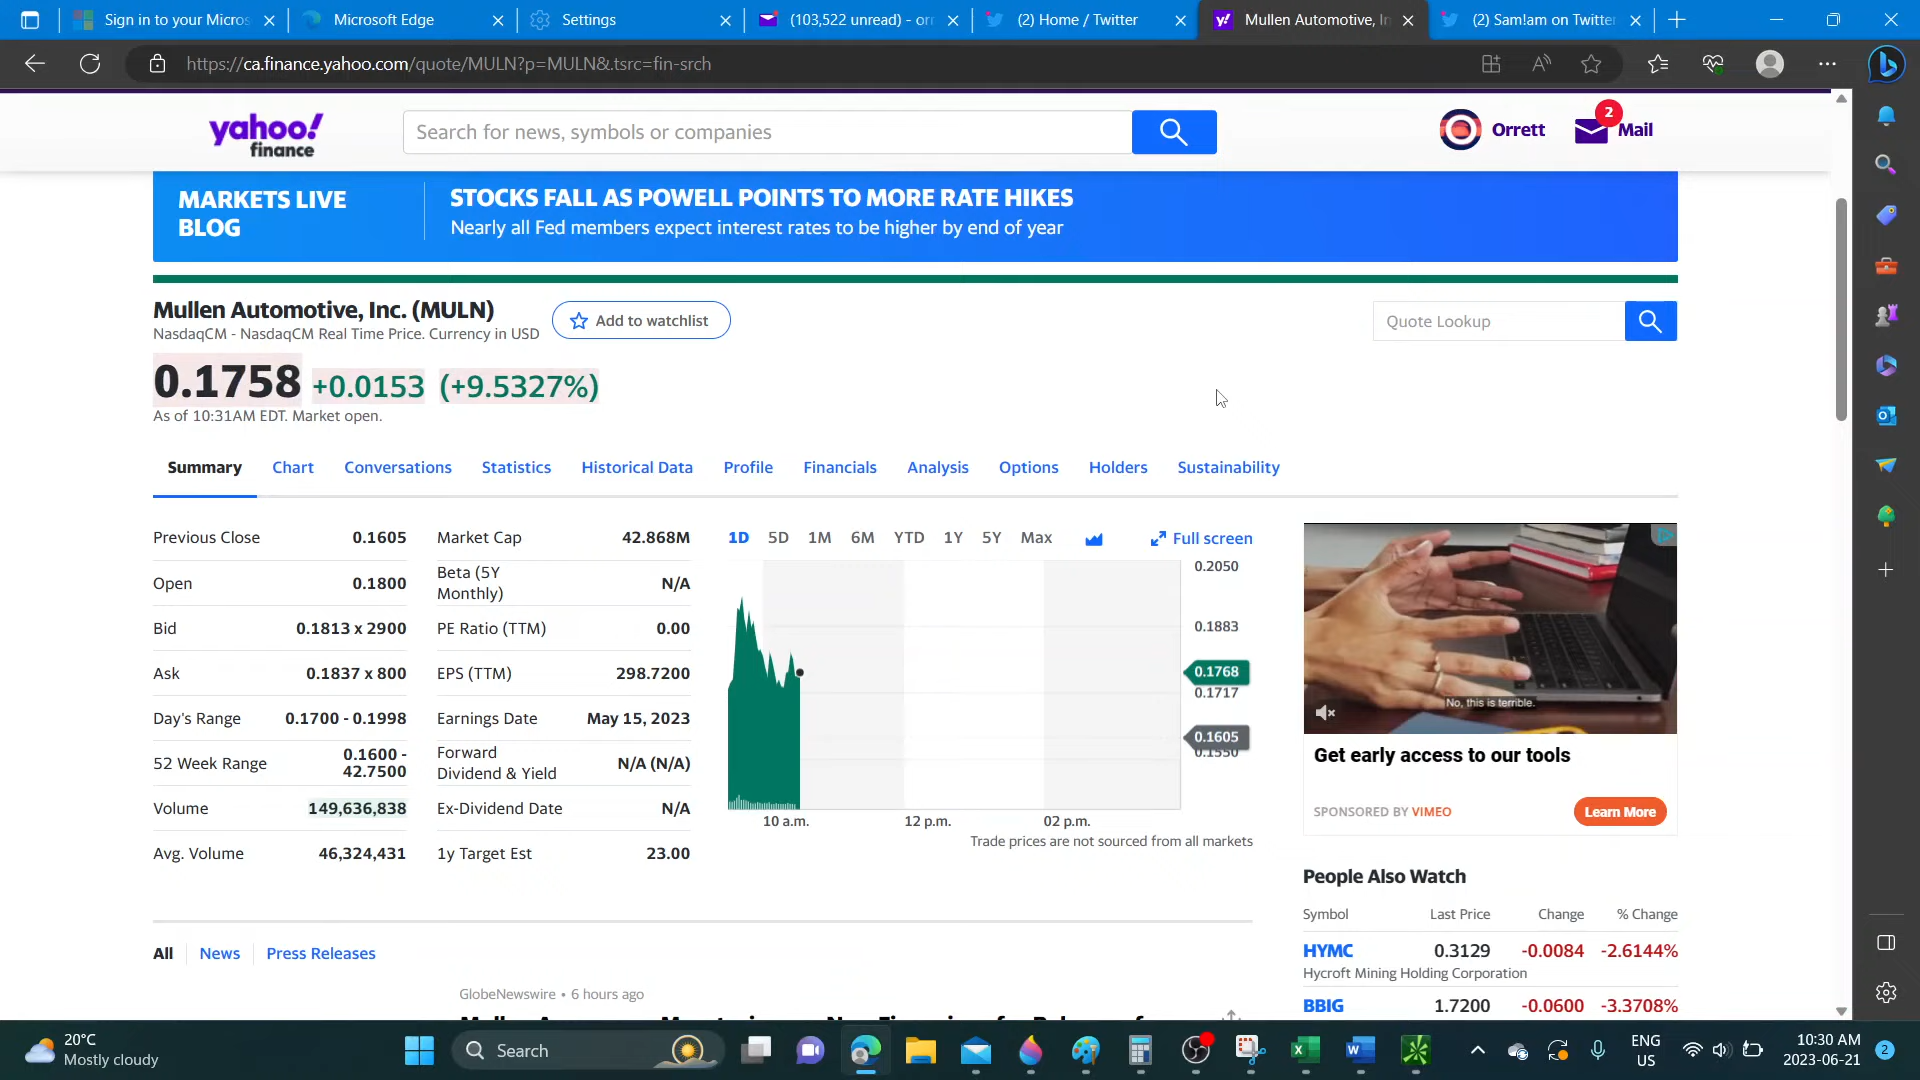 Sign in to your Micros
Microsoft Edge
Settings
(103,522 unread) - orr
(2) Home / Twitter
Mullen Automotive, In
(2) Sam!am on Twitter
https://ca.finance.yahoo.com/quote/MULN?p=MULN&.tsrc=fin-srch
yahoo!
finance
Search for news, symbols or companies
Orrett
2
Mail
MARKETS LIVE
BLOG
STOCKS FALL AS POWELL POINTS TO MORE RATE HIKES
Nearly all Fed members expect interest rates to be higher by end of year
Mullen Automotive, Inc. (MULN)
NasdaqCM - NasdaqCM Real Time Price. Currency in USD
Add to watchlist
Quote Lookup
0.1758 +0.0153 (+9.5327%)
As of 10:31AM EDT. Market open.
Summary Chart Conversations Statistics Historical Data Profile Financials Analysis Options Holders Sustainability
Previous Close 0.1605
Open 0.1800
Bid 0.1813 x 2900
Ask 0.1837 x 800
Day's Range 0.1700 - 0.1998
52 Week Range 0.1600 -
42.7500
Volume 149,636,838
Avg. Volume 46,324,431
Market Cap 42.868M
Beta (5Y
Monthly) N/A
PE Ratio (TTM) 0.00
EPS (TTM) 298.7200
Earnings Date May 15, 2023
Forward
Dividend & Yield N/A (N/A)
Ex-Dividend Date N/A
1y Target Est 23.00
1D 5D 1M 6M YTD 1Y 5Y Max
Full screen
0.2050
0.1883
0.1768
0.1717
0.1605
0.1550
10 a.m. 12 p.m. 02 p.m.
Trade prices are not sourced from all markets
No, this is terrible.
Get early access to our tools
SPONSORED BY VIMEO
Learn More
People Also Watch
Symbol Last Price Change % Change
HYMC 0.3129 -0.0084 -2.6144%
Hycroft Mining Holding Corporation
BBIG 1.7200 -0.0600 -3.3708%
All News Press Releases
GlobeNewswire • 6 hours ago
20°C
Mostly cloudy
Search
ENG
US
10:30 AM
2023-06-21
2